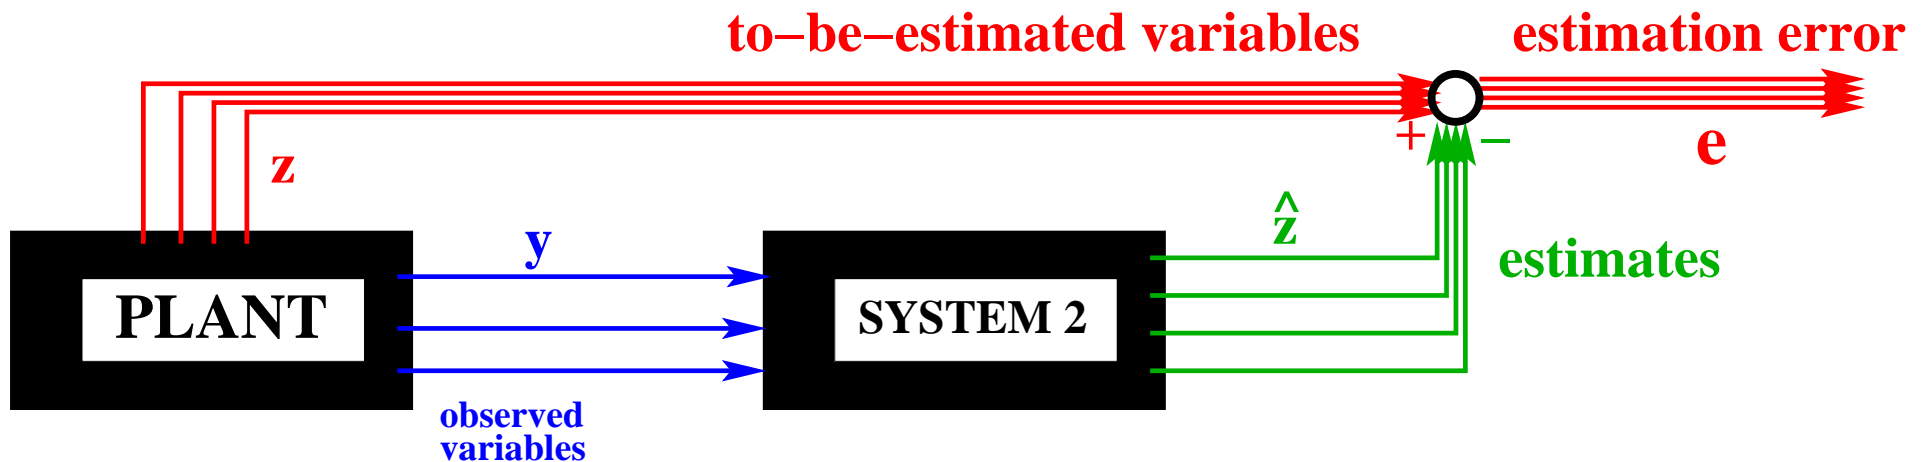 to−be−estimated variables
estimation error
+
−
e
z
ẑ
y
estimates
PLANT
SYSTEM 2
observed
variables